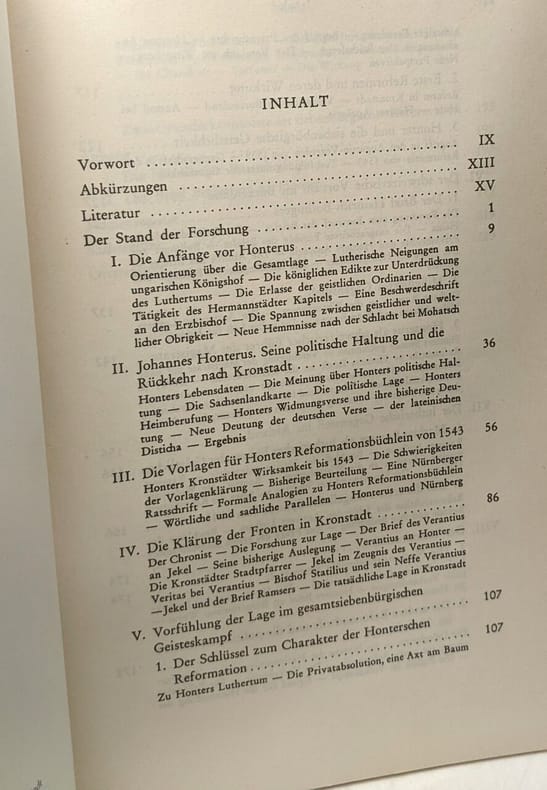 INHALT
Vorwort . . . . . . . . . . . . . . . . . . . . IX
Abkürzungen . . . . . . . . . . . . . . . . . . . . XIII
Literatur . . . . . . . . . . . . . . . . . . . . XV
Der Stand der Forschung . . . . . . . . . . . . . . . 1
I. Die Anfänge vor Honterus . . . . . . . . . . . . . . 9
Orientierung über die Gesamtlage — Lutherische Neigungen am
ungarischen Königshof — Die königlichen Edikte zur Unterdrückung
des Luthertums — Die Erlasse der geistlichen Ordinarien — Die
Tätigkeit des Hermannstädter Kapitels — Eine Beschwerdeschrift
an den Erzbischof — Die Spannung zwischen geistlicher und welt-
licher Obrigkeit — Neue Hemmnisse nach der Schlacht bei Mohatsch
II. Johannes Honterus. Seine politische Haltung und die
Rückkehr nach Kronstadt . . . . . . . . . . . . . . 36
Honters Lebensdaten — Die Meinung über Honters politische Hal-
tung — Die Sachsenlandkarte — Die politische Lage — Honters
Heimberufung — Honters Widmungsverse und ihre bisherige Deu-
tung — Neue Deutung der deutschen Verse — der lateinischen
Disticha — Ergebnis
III. Die Vorlagen für Honters Reformationsbüchlein von 1543 56
Honters Kronstädter Wirksamkeit bis 1543 — Die Schwierigkeiten
der Vorlagenklärung — Bisherige Beurteilung — Eine Nürnberger
Ratsschrift — Formale Analogien zu Honters Reformationsbüchlein
— Wörtliche und sachliche Parallelen — Honterus und Nürnberg
IV. Die Klärung der Fronten in Kronstadt . . . . . . . . 86
Der Chronist — Die Forschung zur Lage — Der Brief des Verantius
an Jekel — Seine bisherige Auslegung — Verantius an Honter —
Die Kronstädter Stadtpfarrer — Jekel im Zeugnis des Verantius —
Veritas bei Verantius — Bischof Statilius und sein Neffe Verantius
—Jekel und der Brief Ramsers — Die tatsächliche Lage in Kronstadt
V. Vorfühlung der Lage im gesamtsiebenbürgischen
Geisteskampf . . . . . . . . . . . . . . . . . . . 107
1. Der Schlüssel zum Charakter der Honterschen
Reformation . . . . . . . . . . . . . . . . . . . 107
Zu Honters Luthertum — Die Privatabsolution, eine Axt am Baum